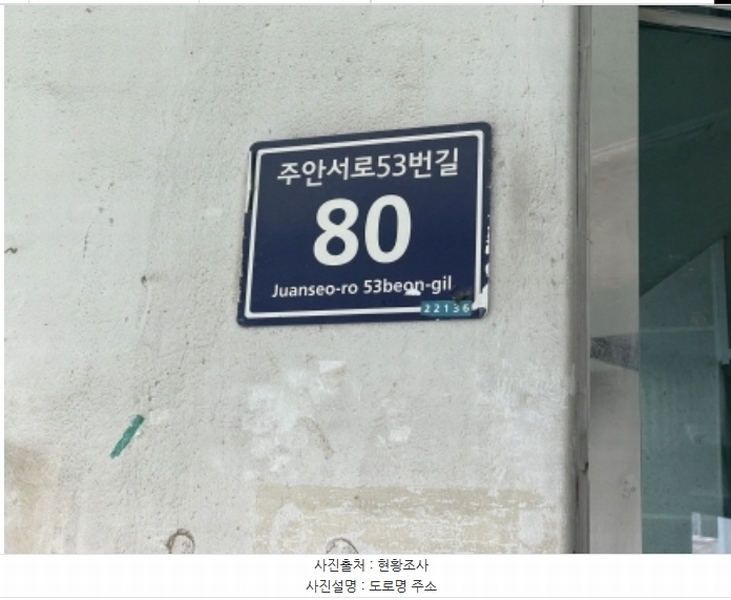 주안서로53번길
80
Juanseo-ro 53beon-gil
22136
사진출처 : 현황조사
사진설명 : 도로명 주소